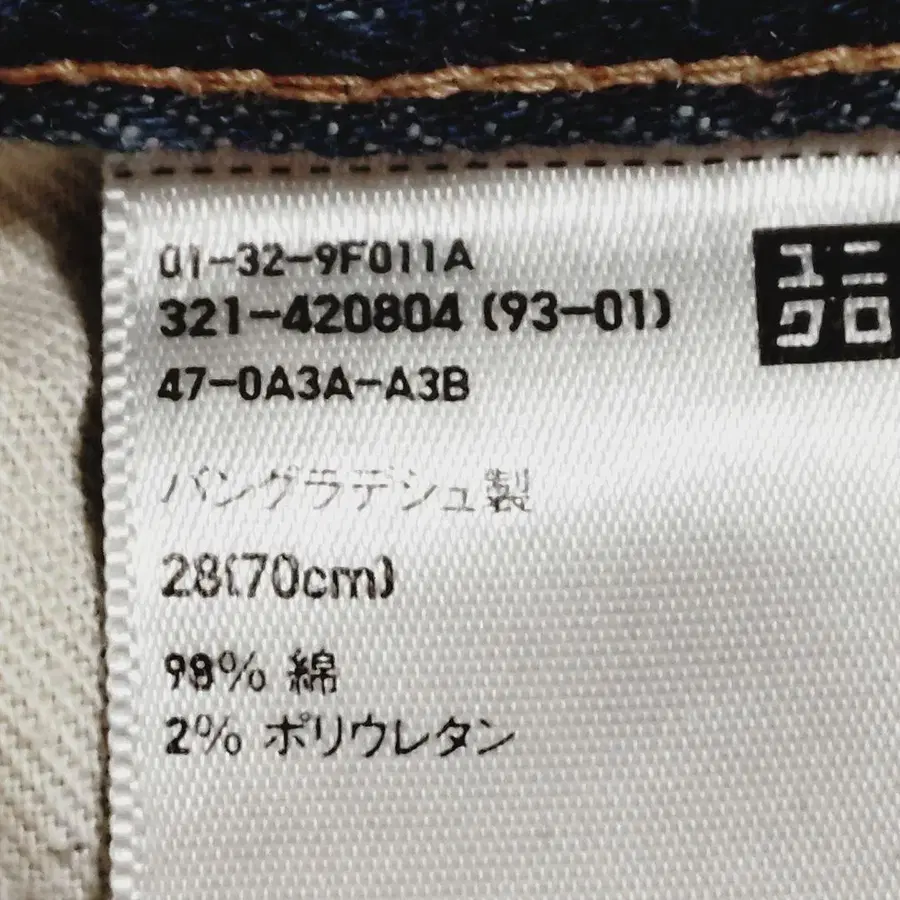 01-32-9F011A
321-420804 (93-01)
47-0A3A-A3B
ユニ
クロ
バングラデシュ製
28(70cm)
98% 綿
2% ポリウレタン